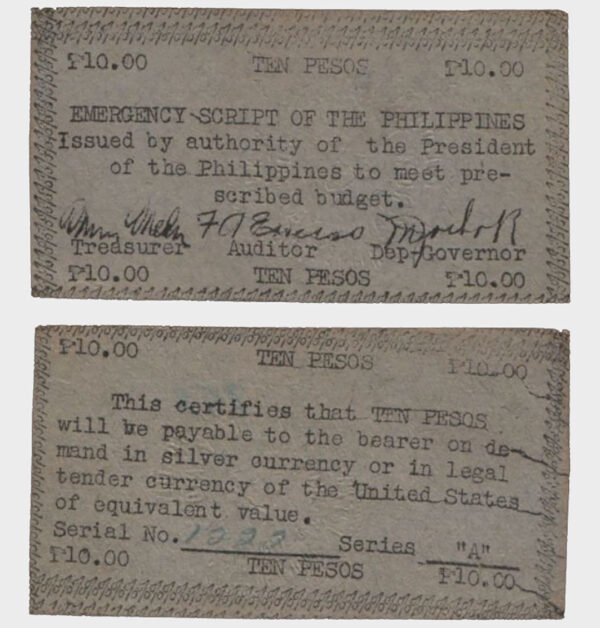 ₱10.00 TEN PESOS ₱10.00
EMERGENCY SCRIPT OF THE PHILIPPINES
Issued by authority of the President
of the Philippines to meet pre-
scribed budget.
Treasurer Auditor Dep-Governor
₱10.00 TEN PESOS ₱10.00
₱10.00 TEN PESOS ₱10.00
This certifies that TEN PESOS
will be payable to the bearer on de-
mand in silver currency or in legal
tender currency of the United States
of equivalent value.
Serial No. Series "A"
₱10.00 TEN PESOS ₱10.00